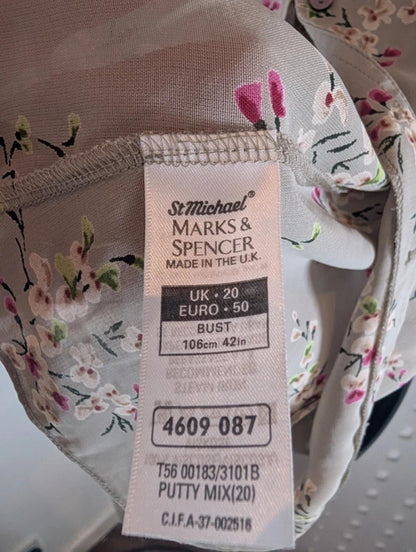 St Michael®
MARKS &
SPENCER
MADE IN THE U.K.
UK • 20
EURO • 50
BUST
106cm 42in
4609 087
T56 00183/3101B
PUTTY MIX(20)
C.I.F.A-37-002516